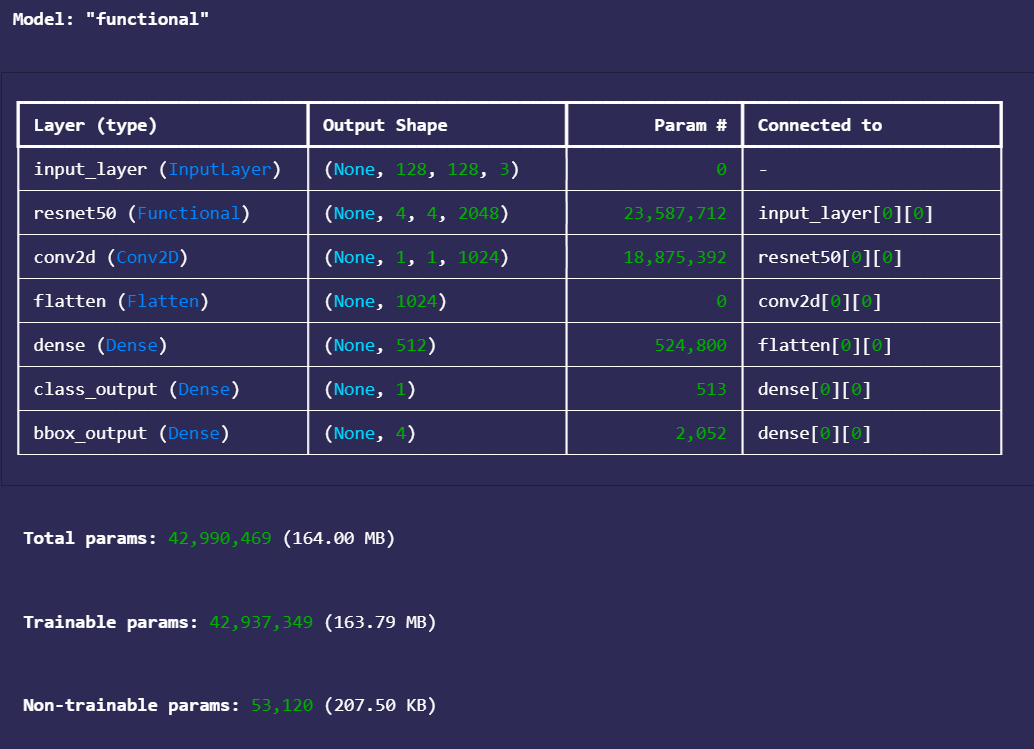 Model: "functional"
Layer (type) Output Shape Param # Connected to
input_layer (InputLayer) (None, 128, 128, 3) 0 -
resnet50 (Functional) (None, 4, 4, 2048) 23,587,712 input_layer[0][0]
conv2d (Conv2D) (None, 1, 1, 1024) 18,875,392 resnet50[0][0]
flatten (Flatten) (None, 1024) 0 conv2d[0][0]
dense (Dense) (None, 512) 524,800 flatten[0][0]
class_output (Dense) (None, 1) 513 dense[0][0]
bbox_output (Dense) (None, 4) 2,052 dense[0][0]
Total params: 42,990,469 (164.00 MB)
Trainable params: 42,937,349 (163.79 MB)
Non-trainable params: 53,120 (207.50 KB)